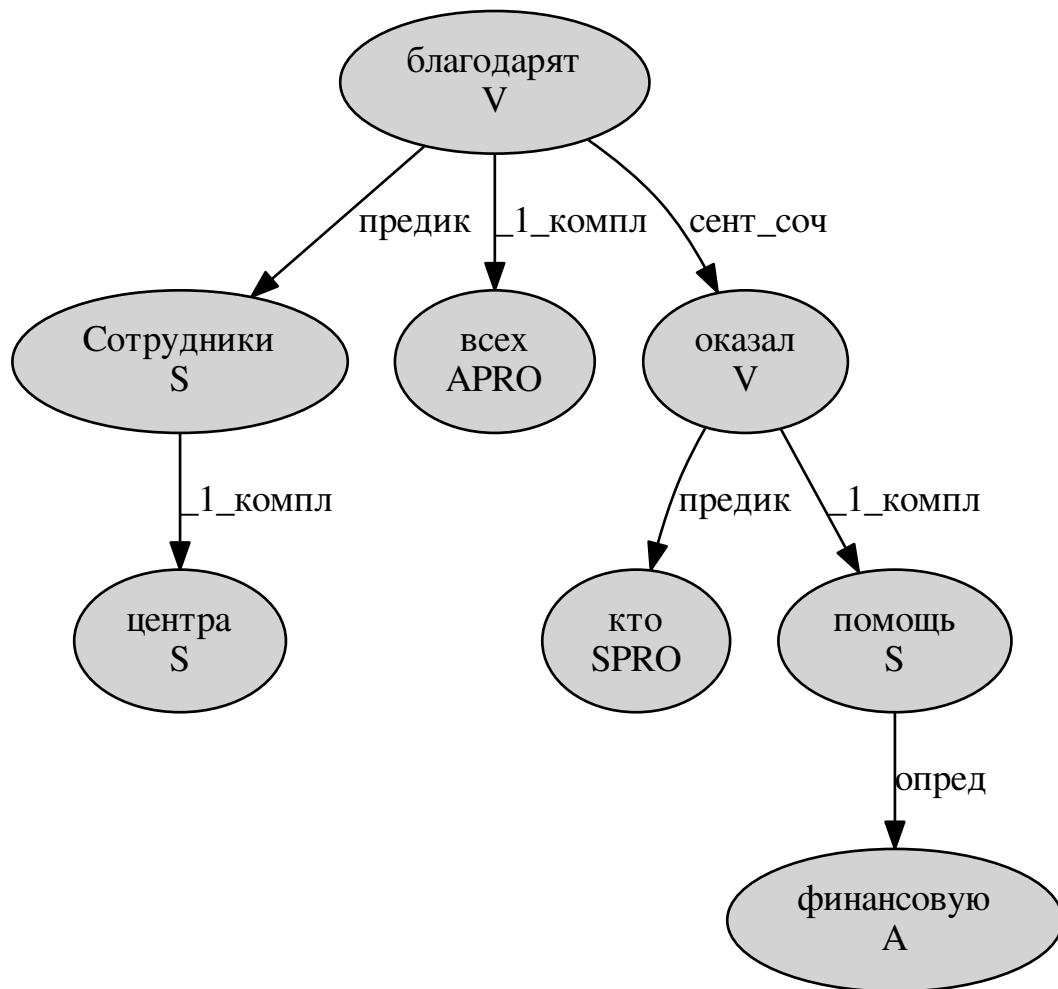 благодарят
V
предик
_1_компл
сент_соч
Сотрудники
S
всех
APRO
оказал
V
_1_компл
предик
_1_компл
центра
S
кто
SPRO
помощь
S
опред
финансовую
A